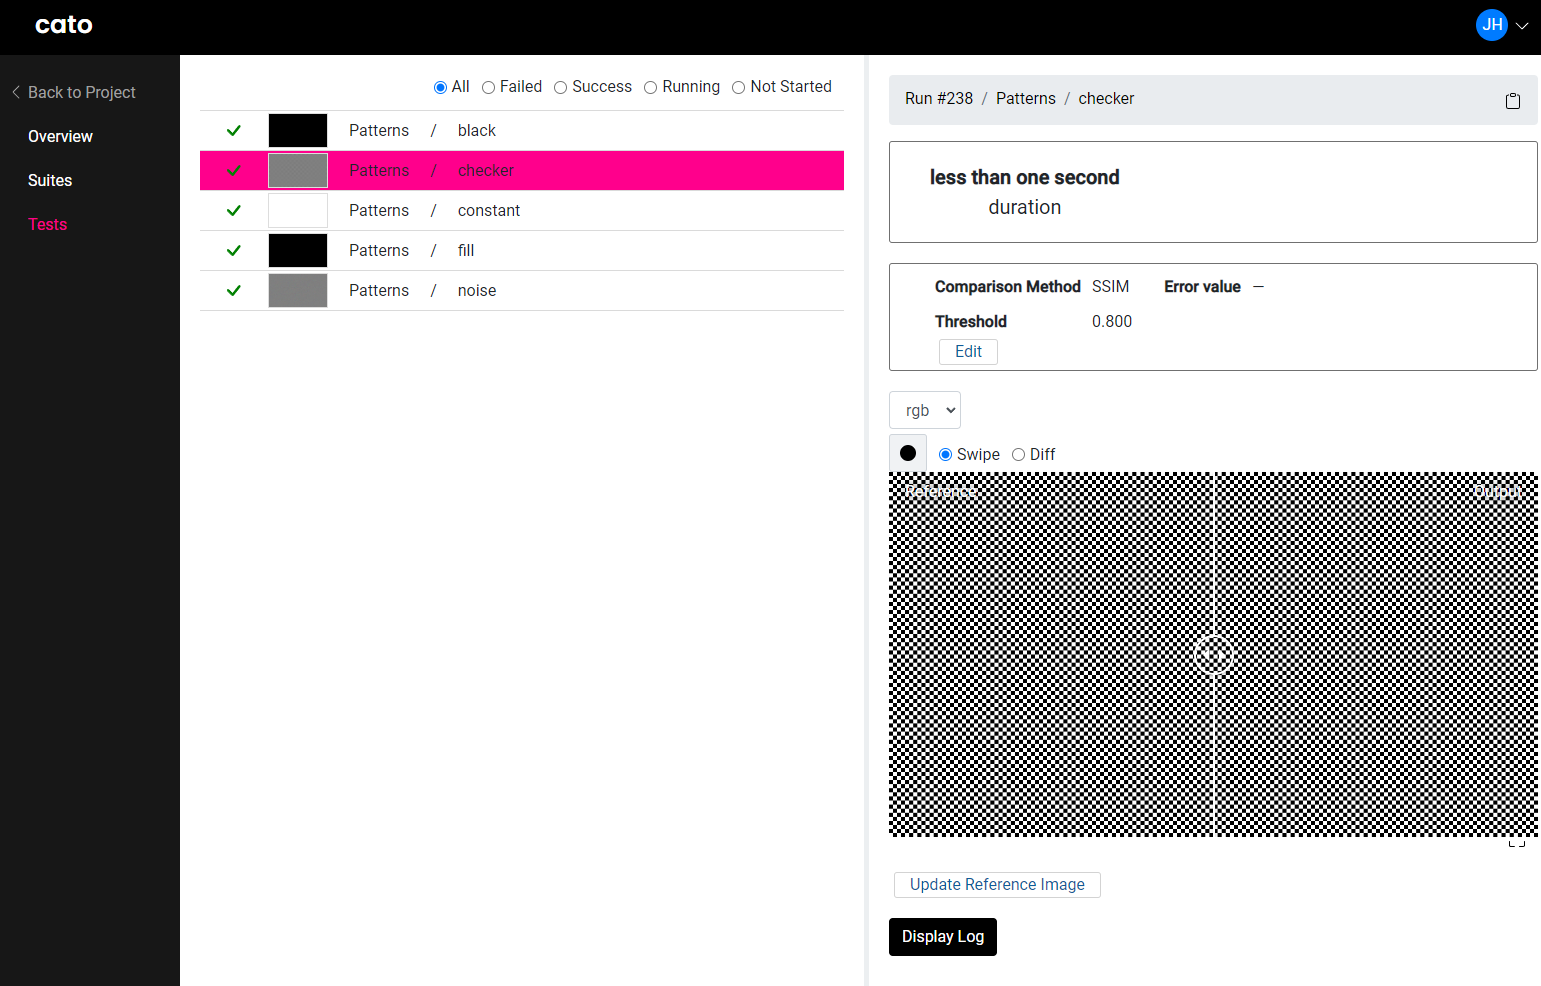 cato
JH
Back to Project
Overview
Suites
Tests
All Failed Success Running Not Started
Patterns / black
Patterns / checker
Patterns / constant
Patterns / fill
Patterns / noise
Run #238 / Patterns / checker
less than one second
duration
Comparison Method SSIM Error value —
Threshold 0.800
Edit
rgb
Swipe Diff
Reference Output
Update Reference Image
Display Log